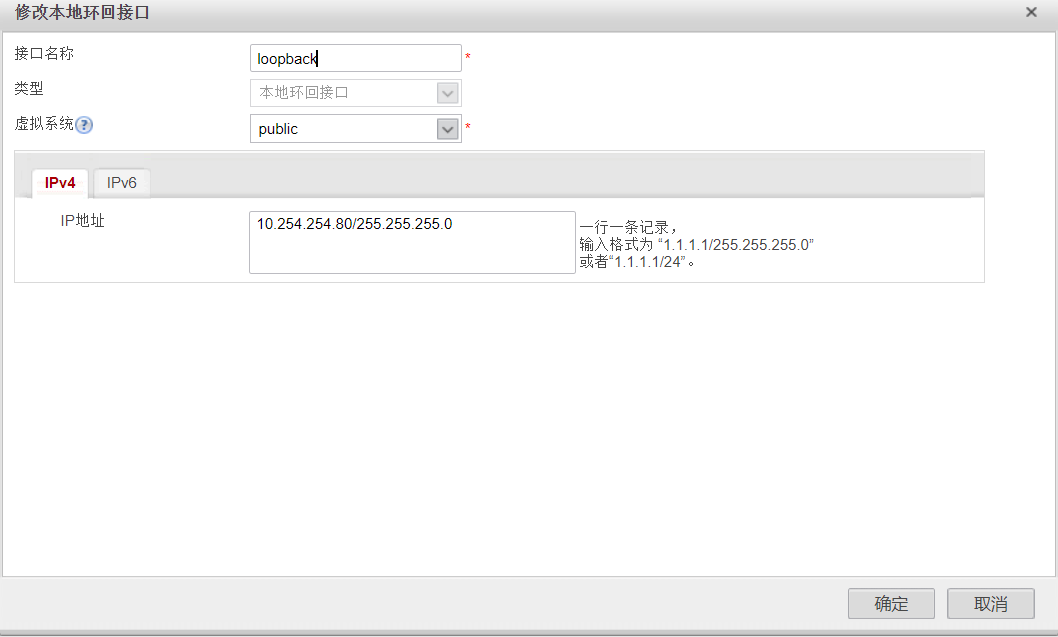 修改本地环回接口
接口名称
loopback
*
类型
本地环回接口
虚拟系统
?
public
*
IPv4
IPv6
IP地址
10.254.254.80/255.255.255.0
一行一条记录，
输入格式为 “1.1.1.1/255.255.255.0”
或者“1.1.1.1/24”。
确定
取消